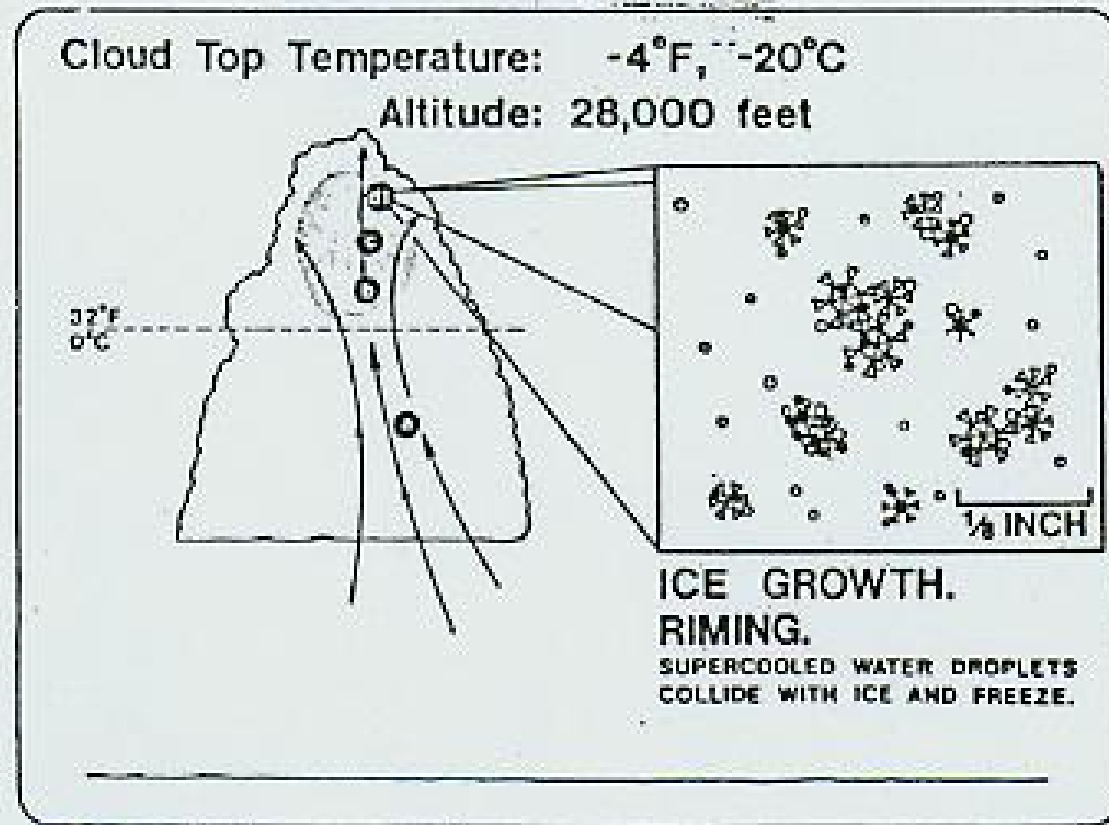 Cloud Top Temperature: -4°F, -20°C
Altitude: 28,000 feet
32°F
0°C
1/8 INCH
ICE GROWTH.
RIMING.
SUPERCOOLED WATER DROPLETS
COLLIDE WITH ICE AND FREEZE.